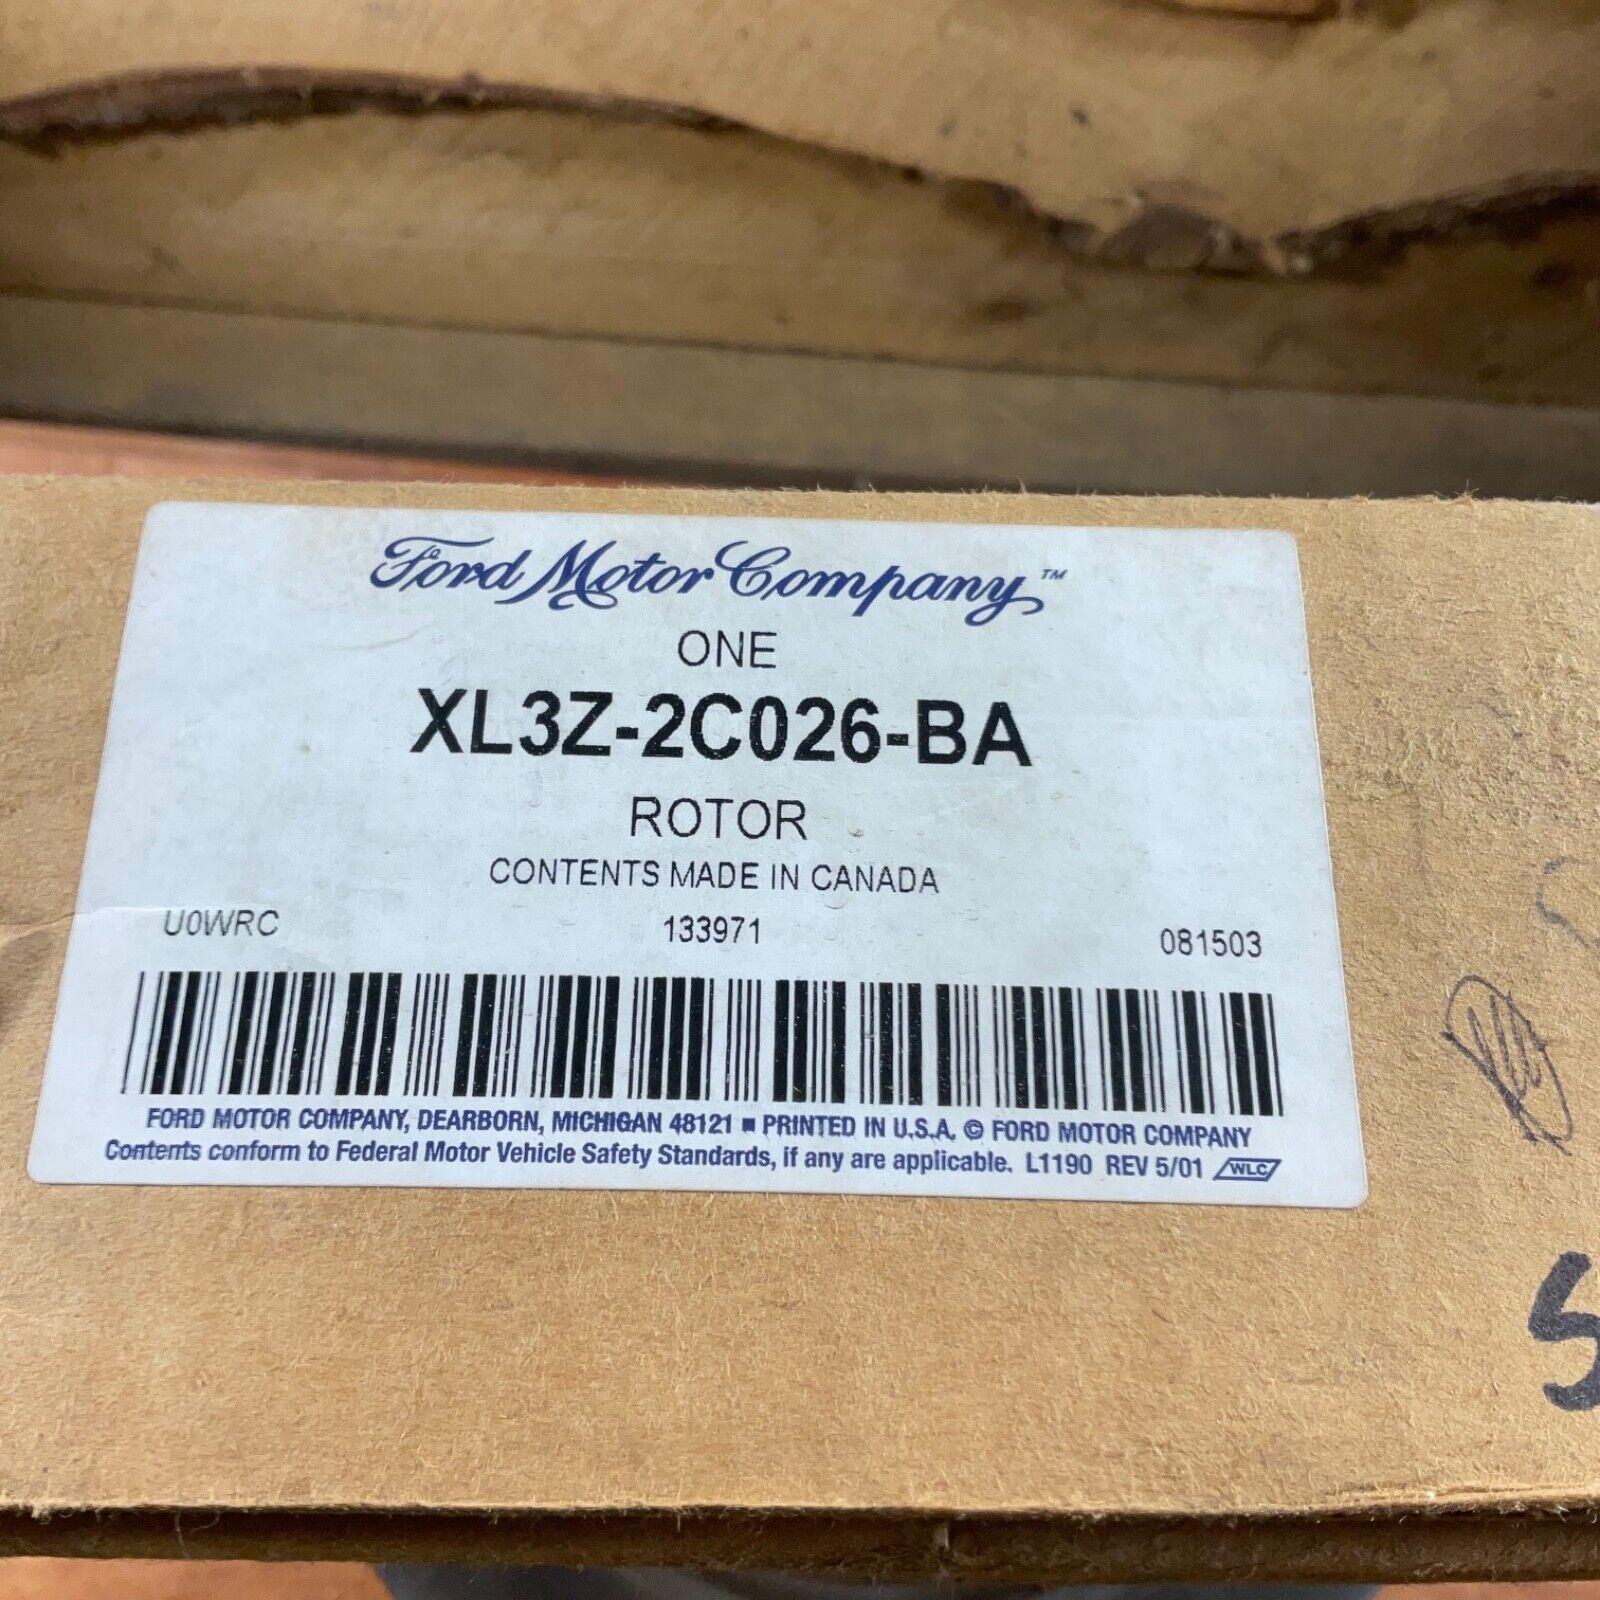 Ford Motor Company™
ONE
XL3Z-2C026-BA
ROTOR
CONTENTS MADE IN CANADA
U0WRC 133971 081503
FORD MOTOR COMPANY, DEARBORN, MICHIGAN 48121 ■ PRINTED IN U.S.A. © FORD MOTOR COMPANY
Contents conform to Federal Motor Vehicle Safety Standards, if any are applicable. L1190 REV 5/01 WLC